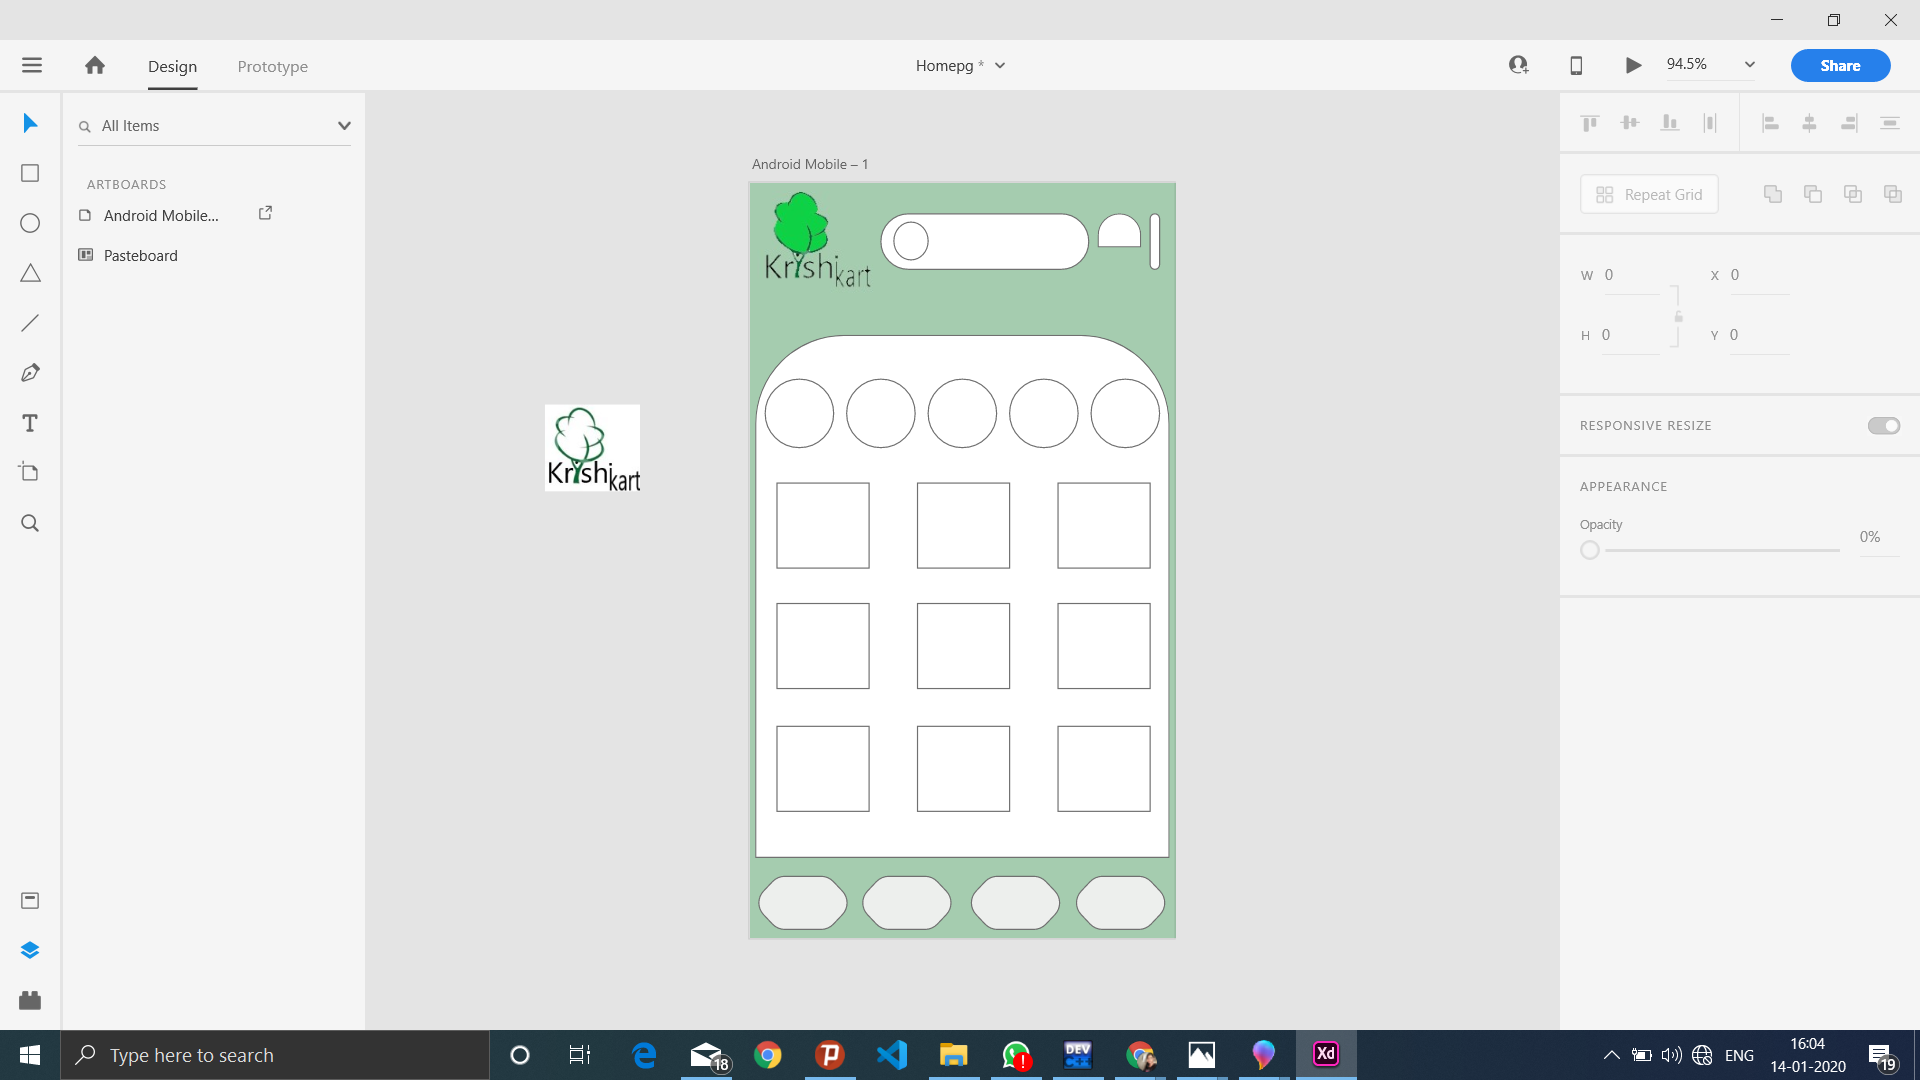 Design
Prototype
Homepg *
94.5%
Share
All Items
ARTBOARDS
Android Mobile...
Pasteboard
Android Mobile – 1
Krishikart
Krishikart
Repeat Grid
W 0
X 0
H 0
Y 0
RESPONSIVE RESIZE
APPEARANCE
Opacity
0%
Type here to search
18
DEV
C++
Xd
ENG
16:04
14-01-2020
19